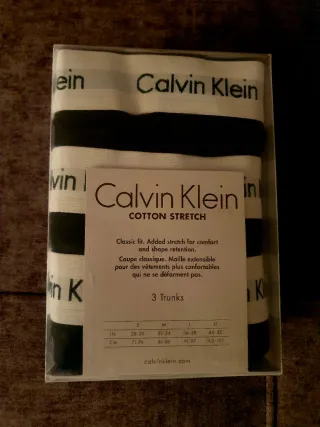 Klein Calvin Klein
Calvin Klein
COTTON STRETCH
Classic fit. Added stretch for comfort
and shape retention.
Coupe classique. Maille extensible
pour des vêtements plus confortables
qui ne se déforment pas.
3 Trunks
S M L
calvinklein.com